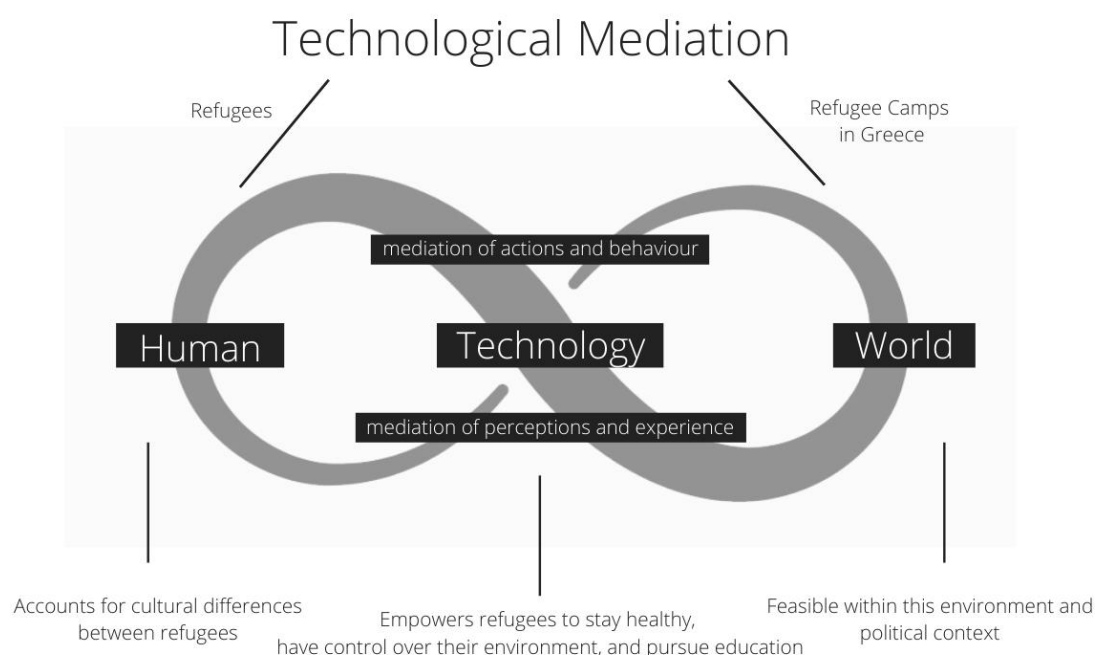 Technological Mediation
Refugees
Refugee Camps
in Greece
mediation of actions and behaviour
Human
Technology
World
mediation of perceptions and experience
Accounts for cultural differences
between refugees
Empowers refugees to stay healthy,
have control over their environment, and pursue education
Feasible within this environment and
political context